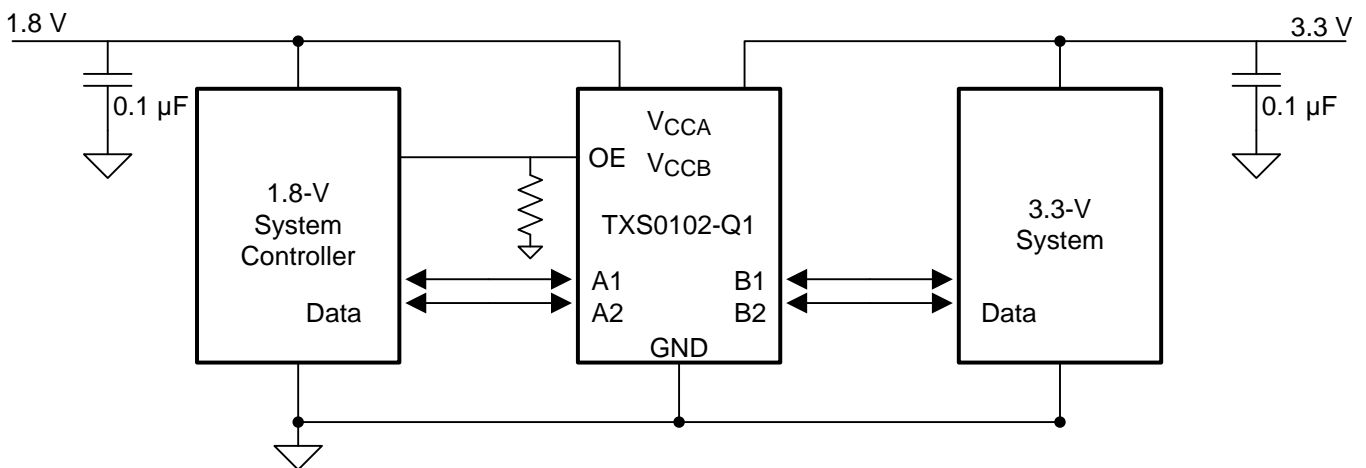 1.8 V
3.3 V
0.1 µF
0.1 µF
VCCA
OE
VCCB
1.8-V
System
Controller
TXS0102-Q1
3.3-V
System
A1
B1
Data
A2
B2
Data
GND